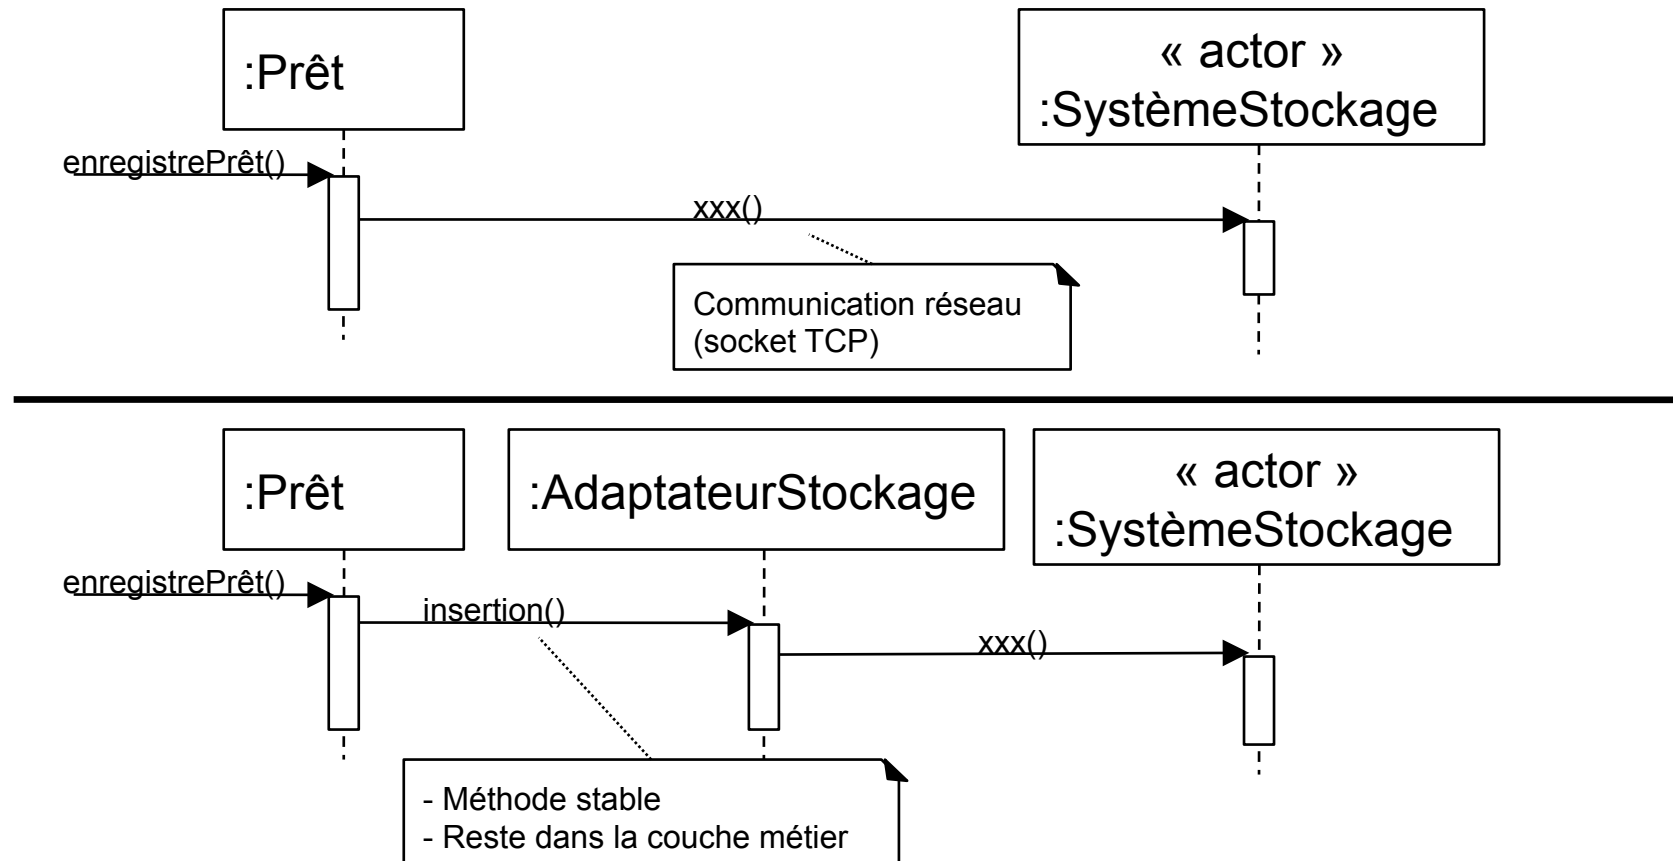 :Prêt
« actor »
:SystèmeStockage
enregistrePrêt()
xxx()
Communication réseau
(socket TCP)
:Prêt
:AdaptateurStockage
« actor »
:SystèmeStockage
enregistrePrêt()
insertion()
xxx()
- Méthode stable
- Reste dans la couche métier